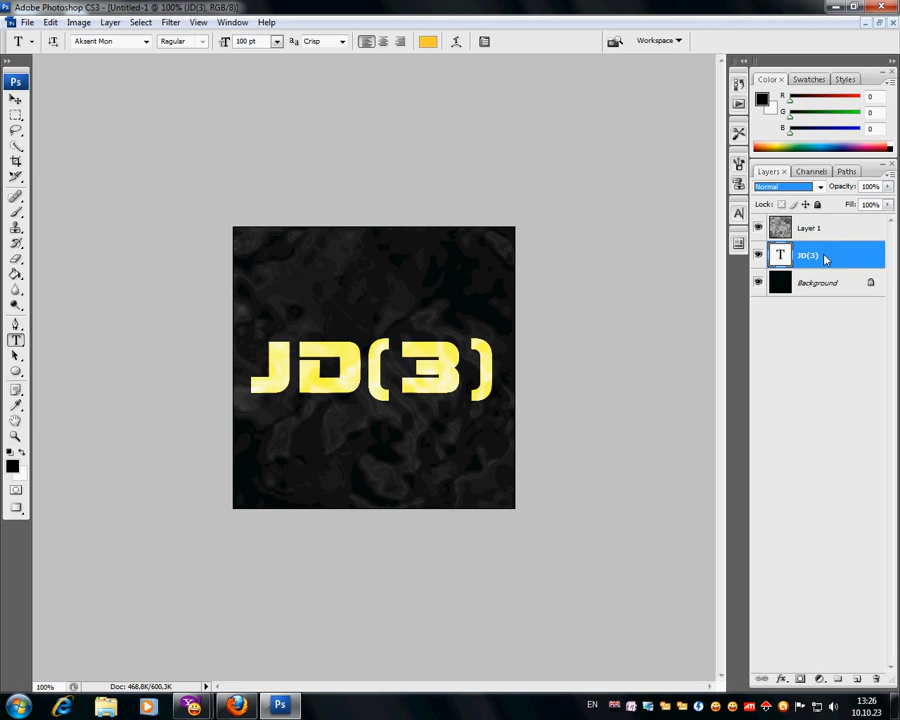 Adobe Photoshop CS3 - [Untitled-1 @ 100% (JD(3), RGB/8)]
File Edit Image Layer Select Filter View Window Help
T Aksent Mon Regular 100 pt Crisp Workspace
Ps
Color Swatches Styles
R 0
G 0
B 0
Layers Channels Paths
Normal Opacity: 100%
Lock: Fill: 100%
Layer 1
T JD(3)
Background
JD(3)
100% Doc: 468,8K/600,3K
EN 13:26
10.10.23